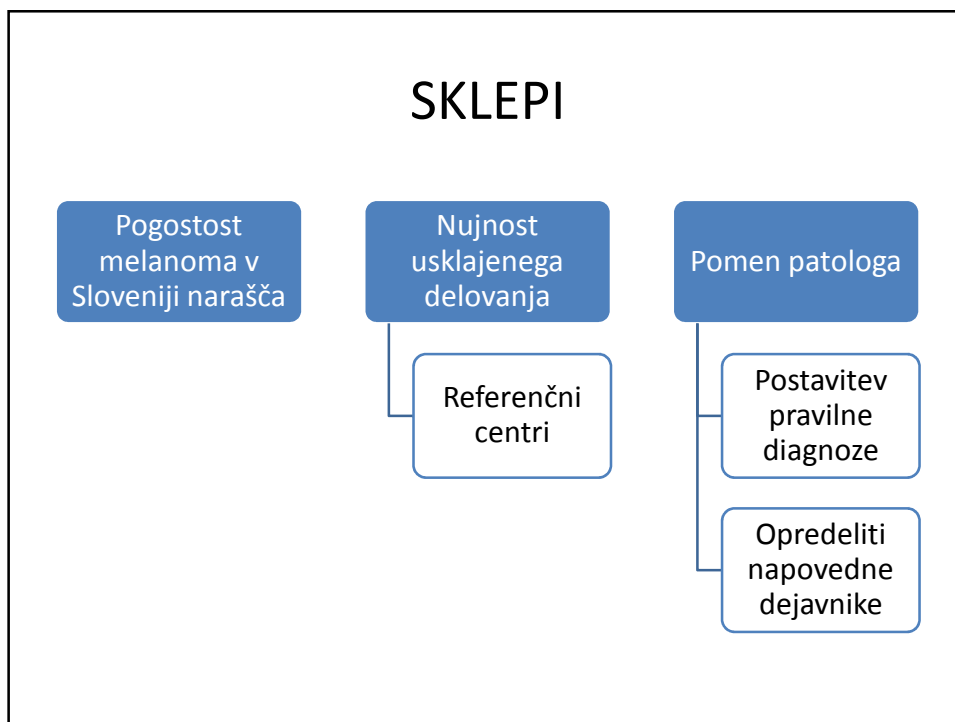 SKLEPI
Pogostost
melanoma v
Sloveniji narašča
Nujnost
usklajenega
delovanja
Referenčni
centri
Pomen patologa
Postavitev
pravilne
diagnoze
Opredeliti
napovedne
dejavnike